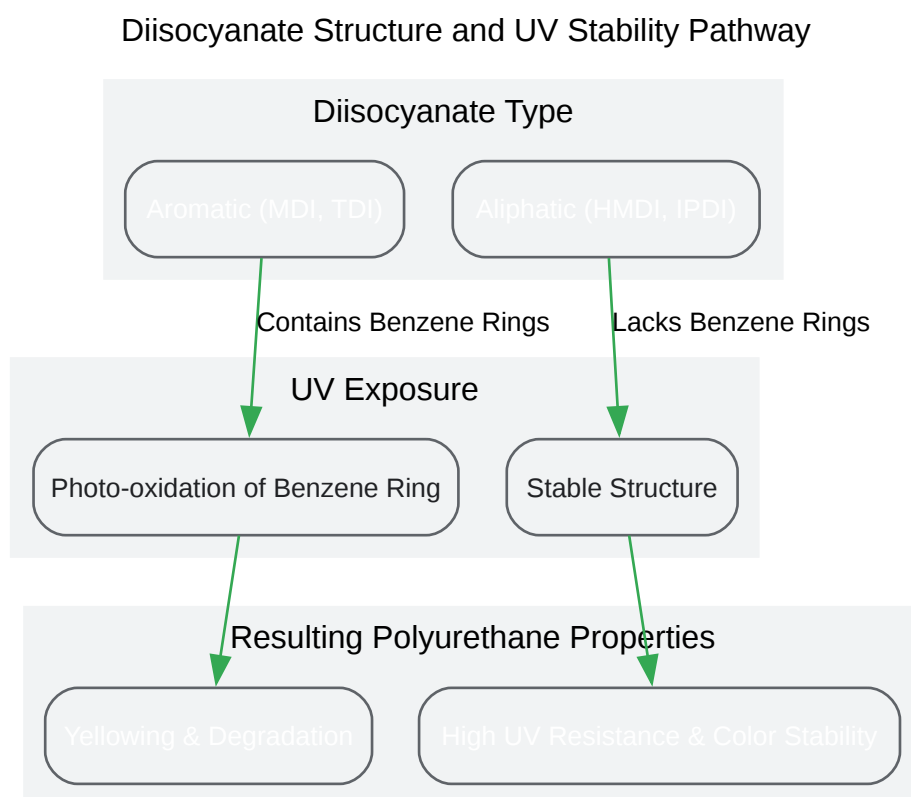 Diisocyanate Structure and UV Stability Pathway
Diisocyanate Type
Aromatic (MDI, TDI)
Aliphatic (HMDI, IPDI)
Contains Benzene Rings
Lacks Benzene Rings
UV Exposure
Photo-oxidation of Benzene Ring
Stable Structure
Resulting Polyurethane Properties
Yellowing & Degradation
High UV Resistance & Color Stability